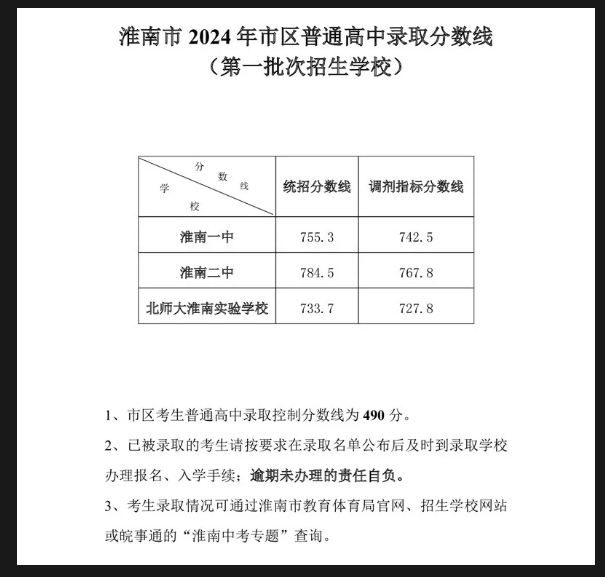 淮南市 2024 年市区普通高中录取分数线
（第一批次招生学校）
分数线
学校
统招分数线 调剂指标分数线
淮南一中 755.3 742.5
淮南二中 784.5 767.8
北师大淮南实验学校 733.7 727.8
1、市区考生普通高中录取控制分数线为 490 分。
2、已被录取的考生请按要求在录取名单公布后及时到录取学校
办理报名、入学手续；逾期未办理的责任自负。
3、考生录取情况可通过淮南市教育体育局官网、招生学校网站
或皖事通的“淮南中考专题”查询。